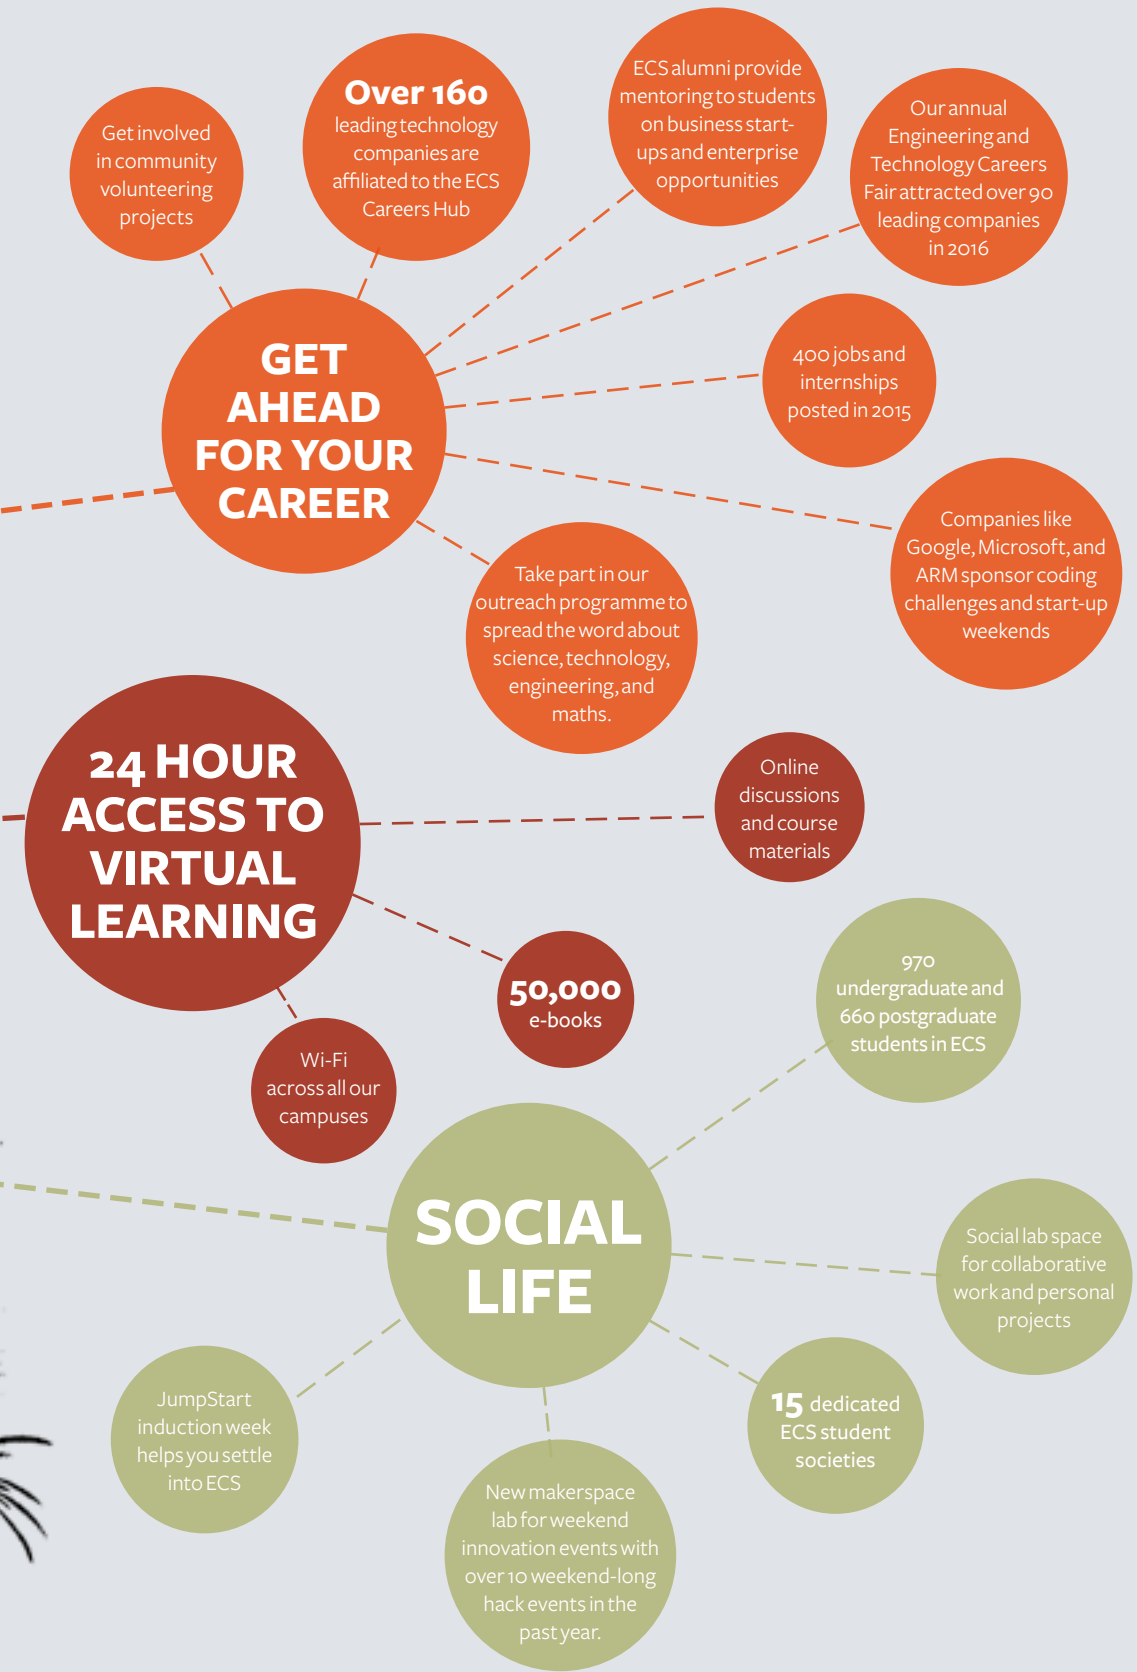 Get involved
in community
volunteering
projects
Over 160
leading technology
companies are
affiliated to the ECS
Careers Hub
ECS alumni provide
mentoring to students
on business start-
ups and enterprise
opportunities
Our annual
Engineering and
Technology Careers
Fair attracted over 90
leading companies
in 2016
GET
AHEAD
FOR YOUR
CAREER
400 jobs and
internships
posted in 2015
Companies like
Google, Microsoft, and
ARM sponsor coding
challenges and start-up
weekends
Take part in our
outreach programme to
spread the word about
science, technology,
engineering, and
maths.
24 HOUR
ACCESS TO
VIRTUAL
LEARNING
Online
discussions
and course
materials
50,000
e-books
Wi-Fi
across all our
campuses
970
undergraduate and
660 postgraduate
students in ECS
SOCIAL
LIFE
Social lab space
for collaborative
work and personal
projects
15 dedicated
ECS student
societies
JumpStart
induction week
helps you settle
into ECS
New makerspace
lab for weekend
innovation events with
over 10 weekend-long
hack events in the
past year.